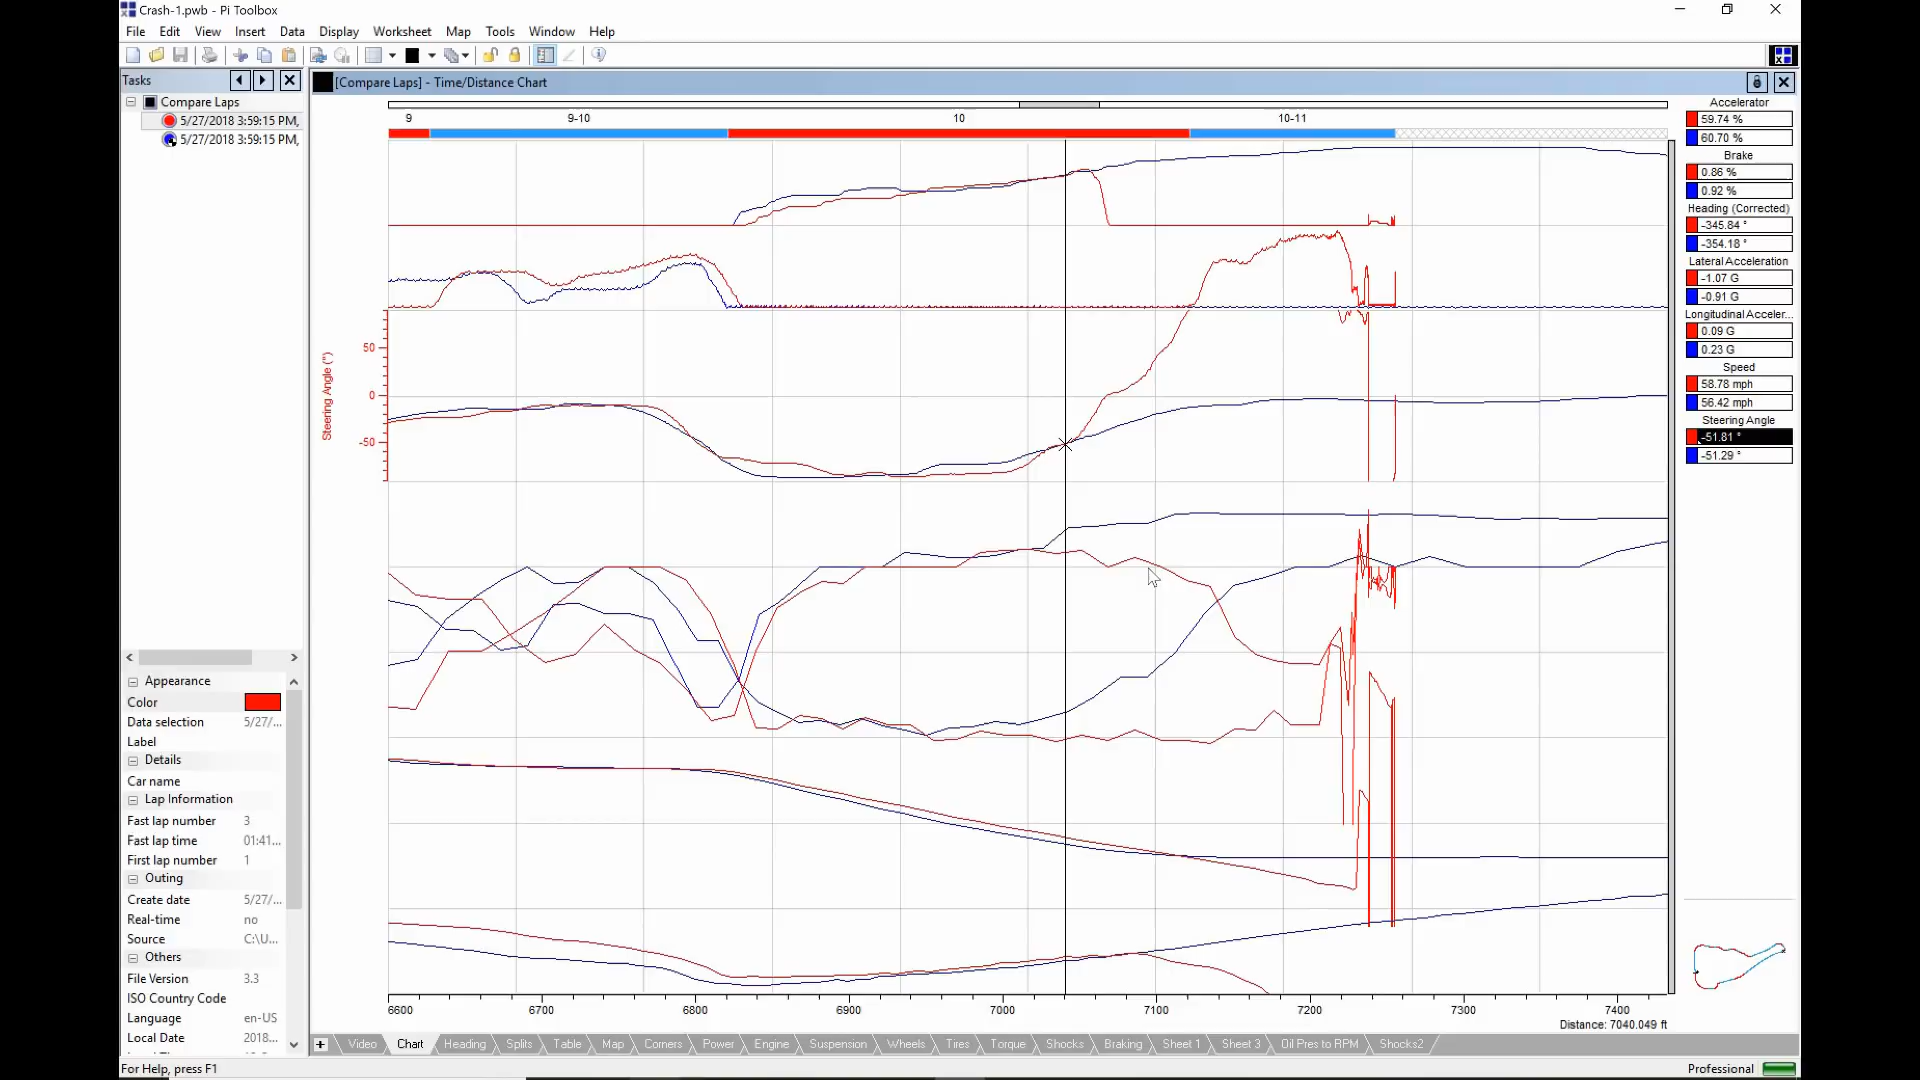 Crash-1.pwb - Pi Toolbox
File Edit View Insert Data Display Worksheet Map Tools Window Help
Tasks
[Compare Laps] - Time/Distance Chart
Compare Laps
5/27/2018 3:59:15 PM,
5/27/2018 3:59:15 PM,
9 9-10 10 10-11
Steering Angle (°)
50
0
-50
6600 6700 6800 6900 7000 7100 7200 7300 7400
Distance: 7040.049 ft
Accelerator
59.74 %
60.70 %
Brake
0.86 %
0.92 %
Heading (Corrected)
-345.84 °
-354.18 °
Lateral Acceleration
-1.07 G
-0.91 G
Longitudinal Acceler...
0.09 G
0.23 G
Speed
58.78 mph
56.42 mph
Steering Angle
-51.81 °
-51.29 °
Appearance
Color
Data selection 5/27/...
Label
Details
Car name
Lap Information
Fast lap number 3
Fast lap time 01:41...
First lap number 1
Outing
Create date 5/27/...
Real-time no
Source C:\U...
Others
File Version 3.3
ISO Country Code
Language en-US
Local Date 2018...
Video Chart Heading Splits Table Map Corners Power Engine Suspension Wheels Tires Torque Shocks Braking Sheet 1 Sheet 3 Oil Pres to RPM Shocks2
For Help, press F1
Professional